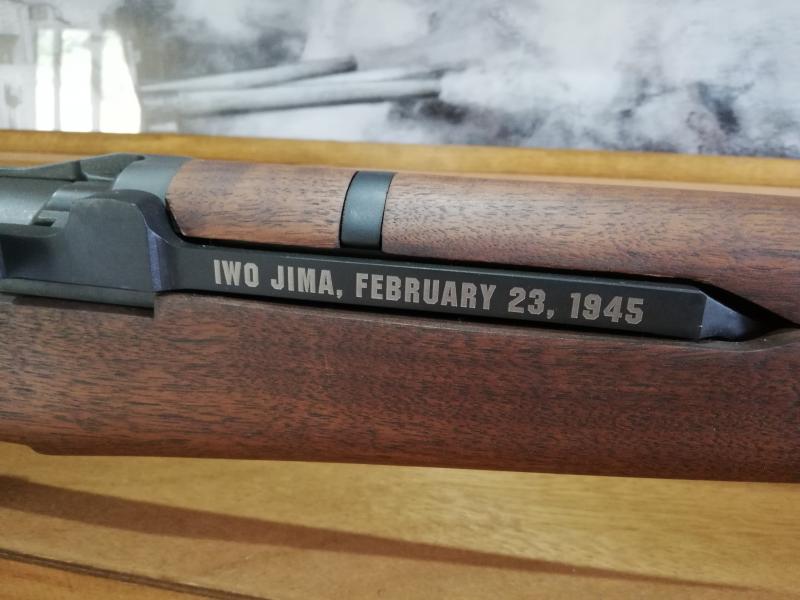 IWO JIMA, FEBRUARY 23, 1945